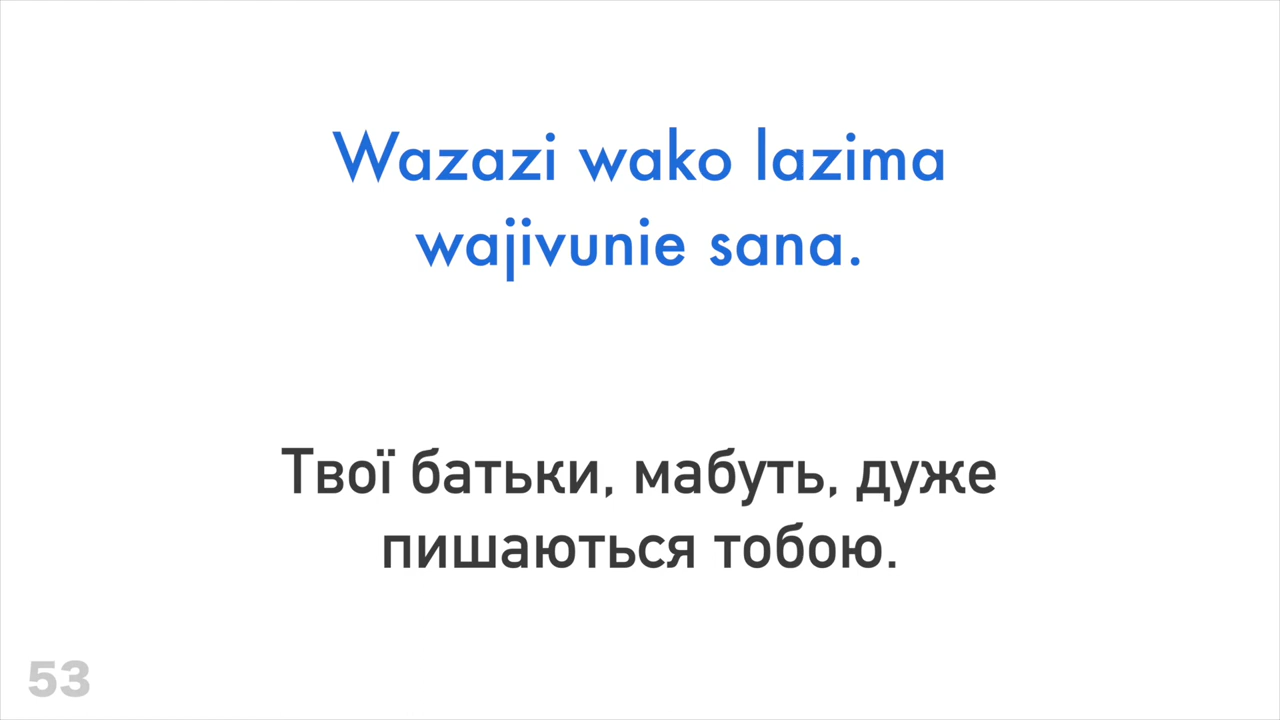 Wazazi wako lazima
wajivunie sana.
Твої батьки, мабуть, дуже
пишаються тобою.
53